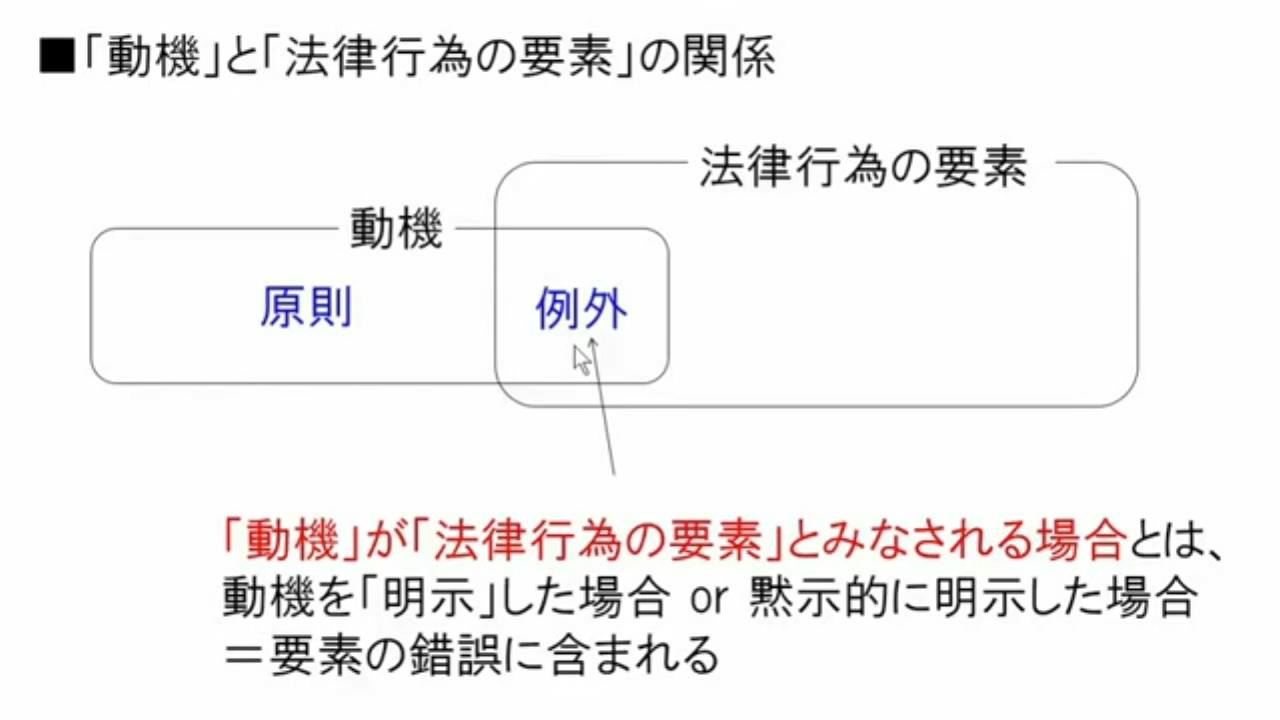 ■「動機」と「法律行為の要素」の関係
法律行為の要素
動機
原則
例外
「動機」が「法律行為の要素」とみなされる場合とは、
動機を「明示」した場合 or 黙示的に明示した場合
＝要素の錯誤に含まれる